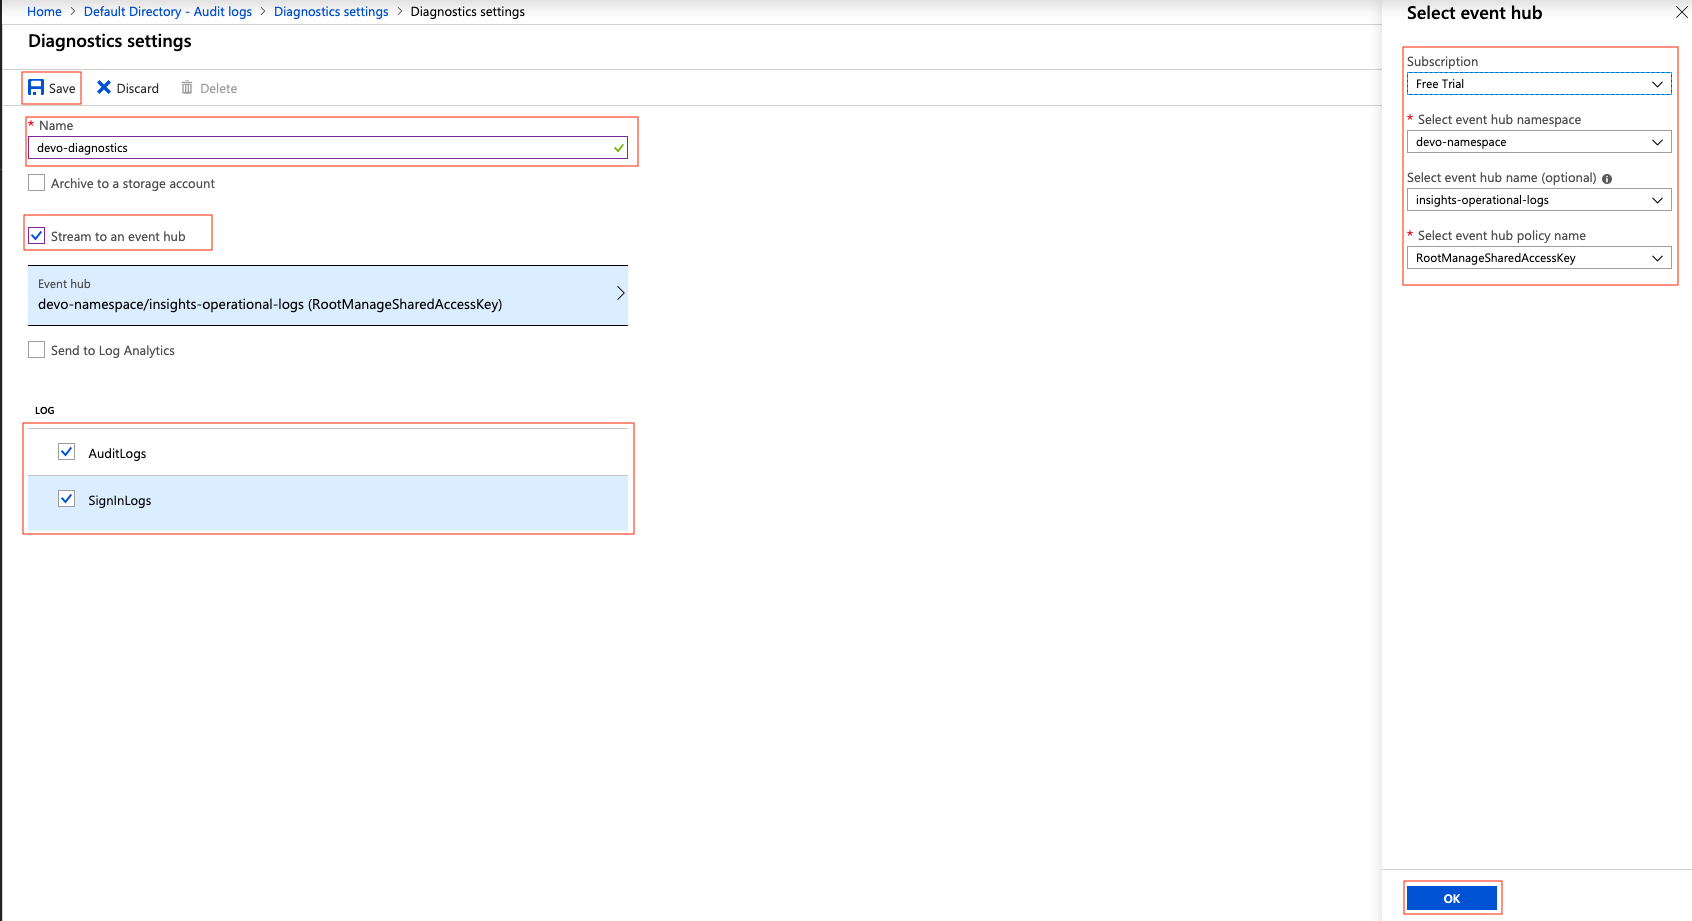 Home > Default Directory - Audit logs > Diagnostics settings > Diagnostics settings
Diagnostics settings
Save Discard Delete
* Name
devo-diagnostics
Archive to a storage account
Stream to an event hub
Event hub
devo-namespace/insights-operational-logs (RootManageSharedAccessKey)
Send to Log Analytics
LOG
AuditLogs
SignInLogs
Select event hub
Subscription
Free Trial
* Select event hub namespace
devo-namespace
Select event hub name (optional)
insights-operational-logs
* Select event hub policy name
RootManageSharedAccessKey
OK